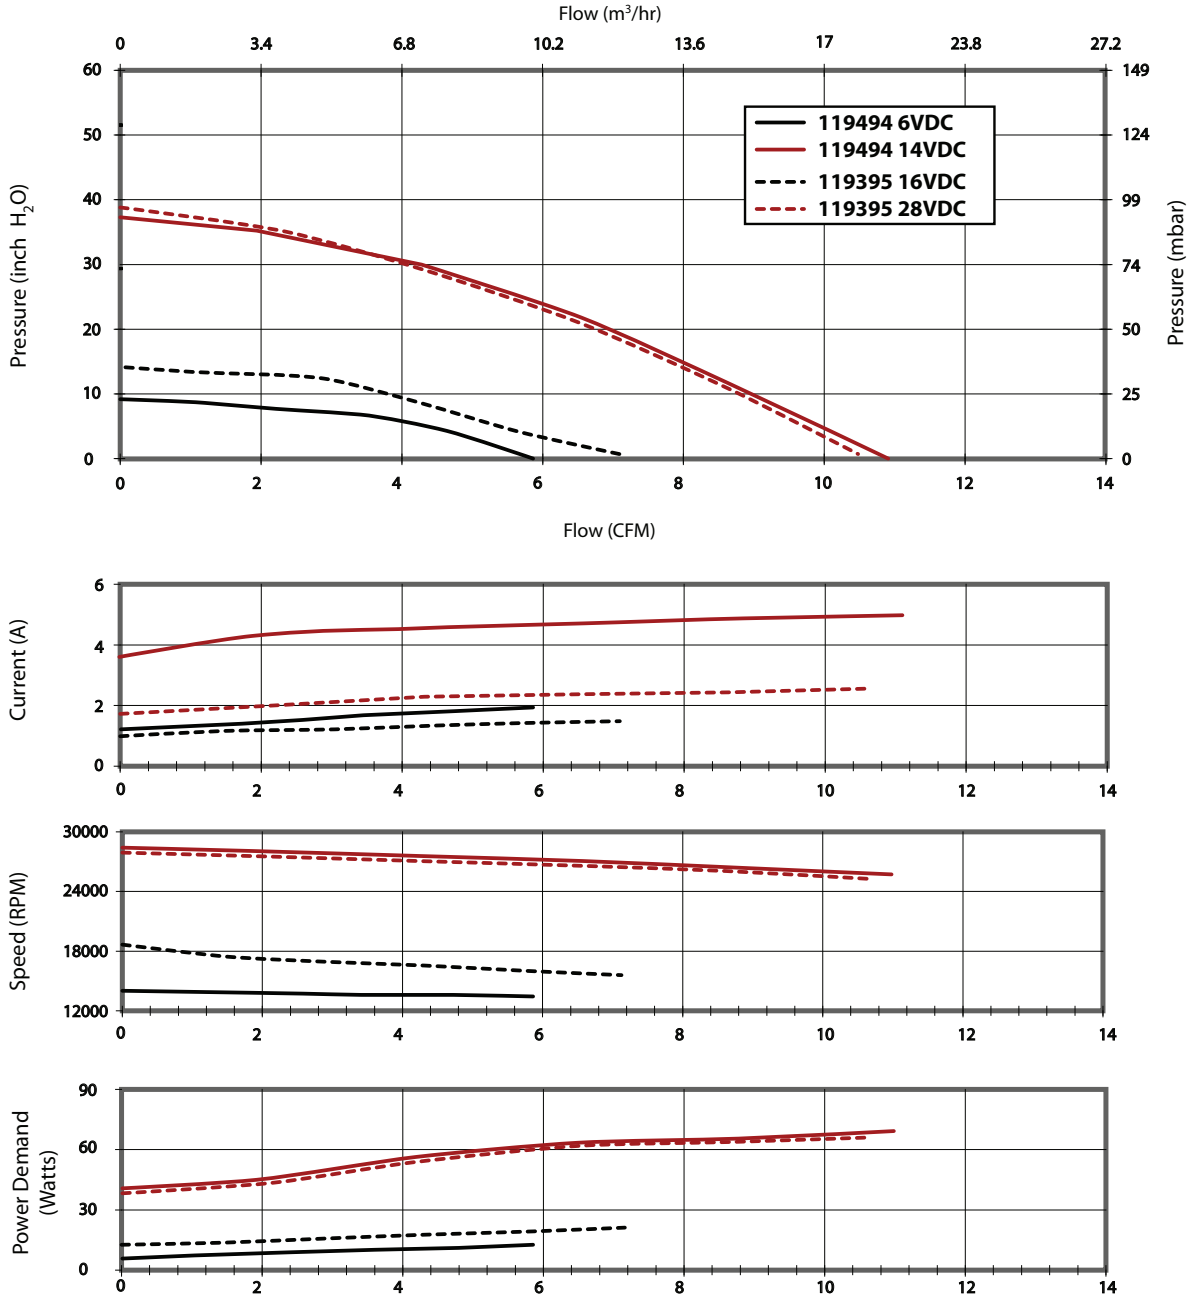 Flow (m³/hr)
0 3.4 6.8 10.2 13.6 17 23.8 27.2
60 149
50 124
40 99
30 74
20 50
10 25
0 0
Pressure (inch H₂O)
Pressure (mbar)
119494 6VDC
119494 14VDC
119395 16VDC
119395 28VDC
0 2 4 6 8 10 12 14
Flow (CFM)
Current (A)
6
4
2
0
0 2 4 6 8 10 12 14
Speed (RPM)
30000
24000
18000
12000
0 2 4 6 8 10 12 14
Power Demand
(Watts)
90
60
30
0
0 2 4 6 8 10 12 14